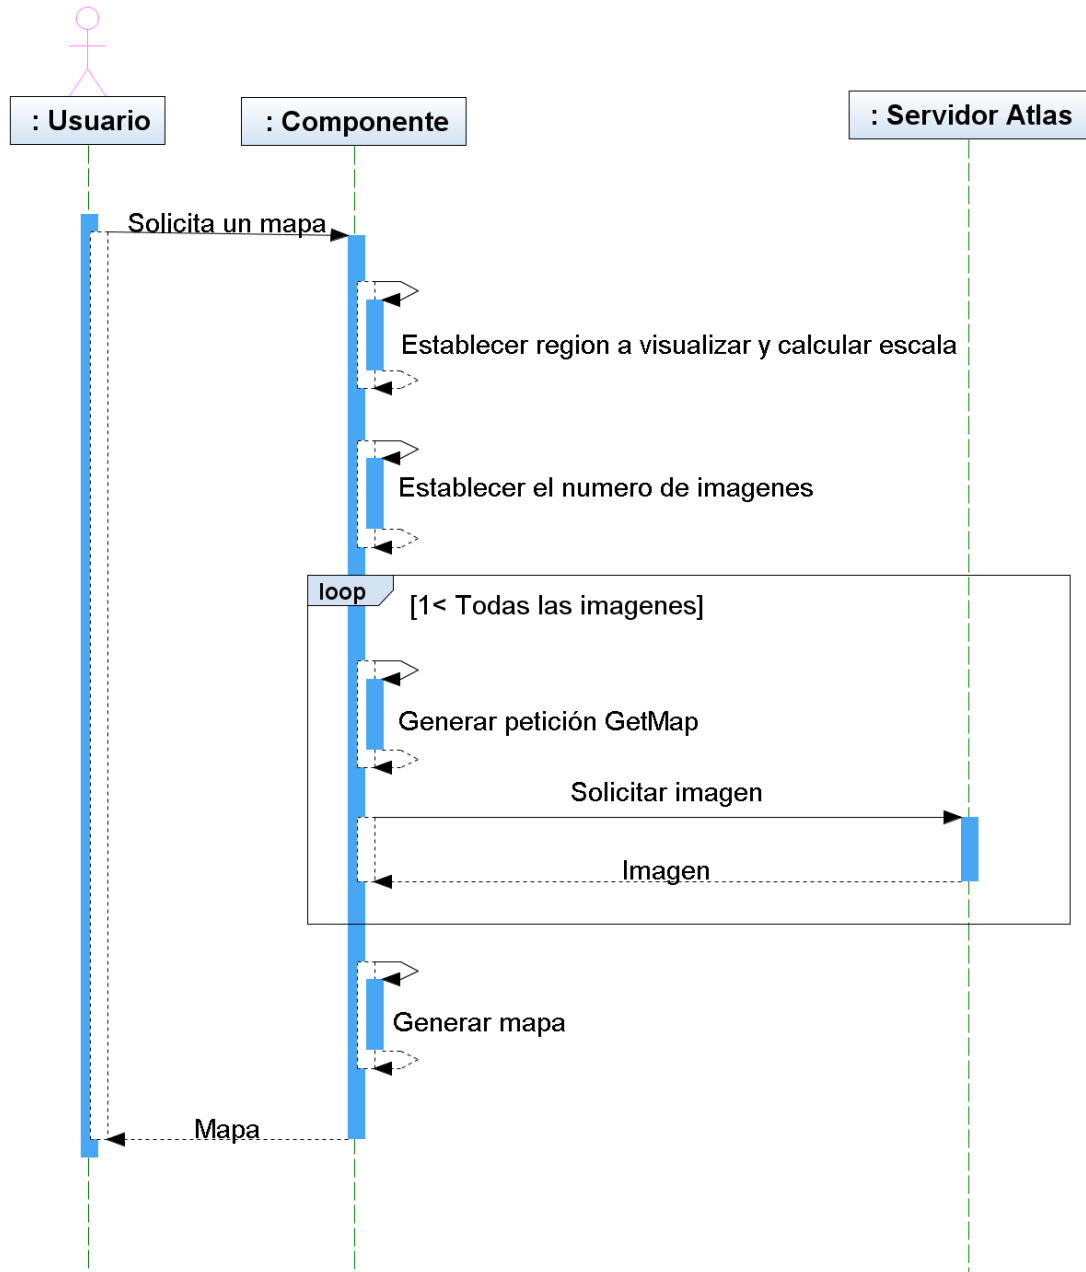 : Usuario
: Componente
: Servidor Atlas
Solicita un mapa
Establecer region a visualizar y calcular escala
Establecer el numero de imagenes
loop
[1< Todas las imagenes]
Generar petición GetMap
Solicitar imagen
Imagen
Generar mapa
Mapa